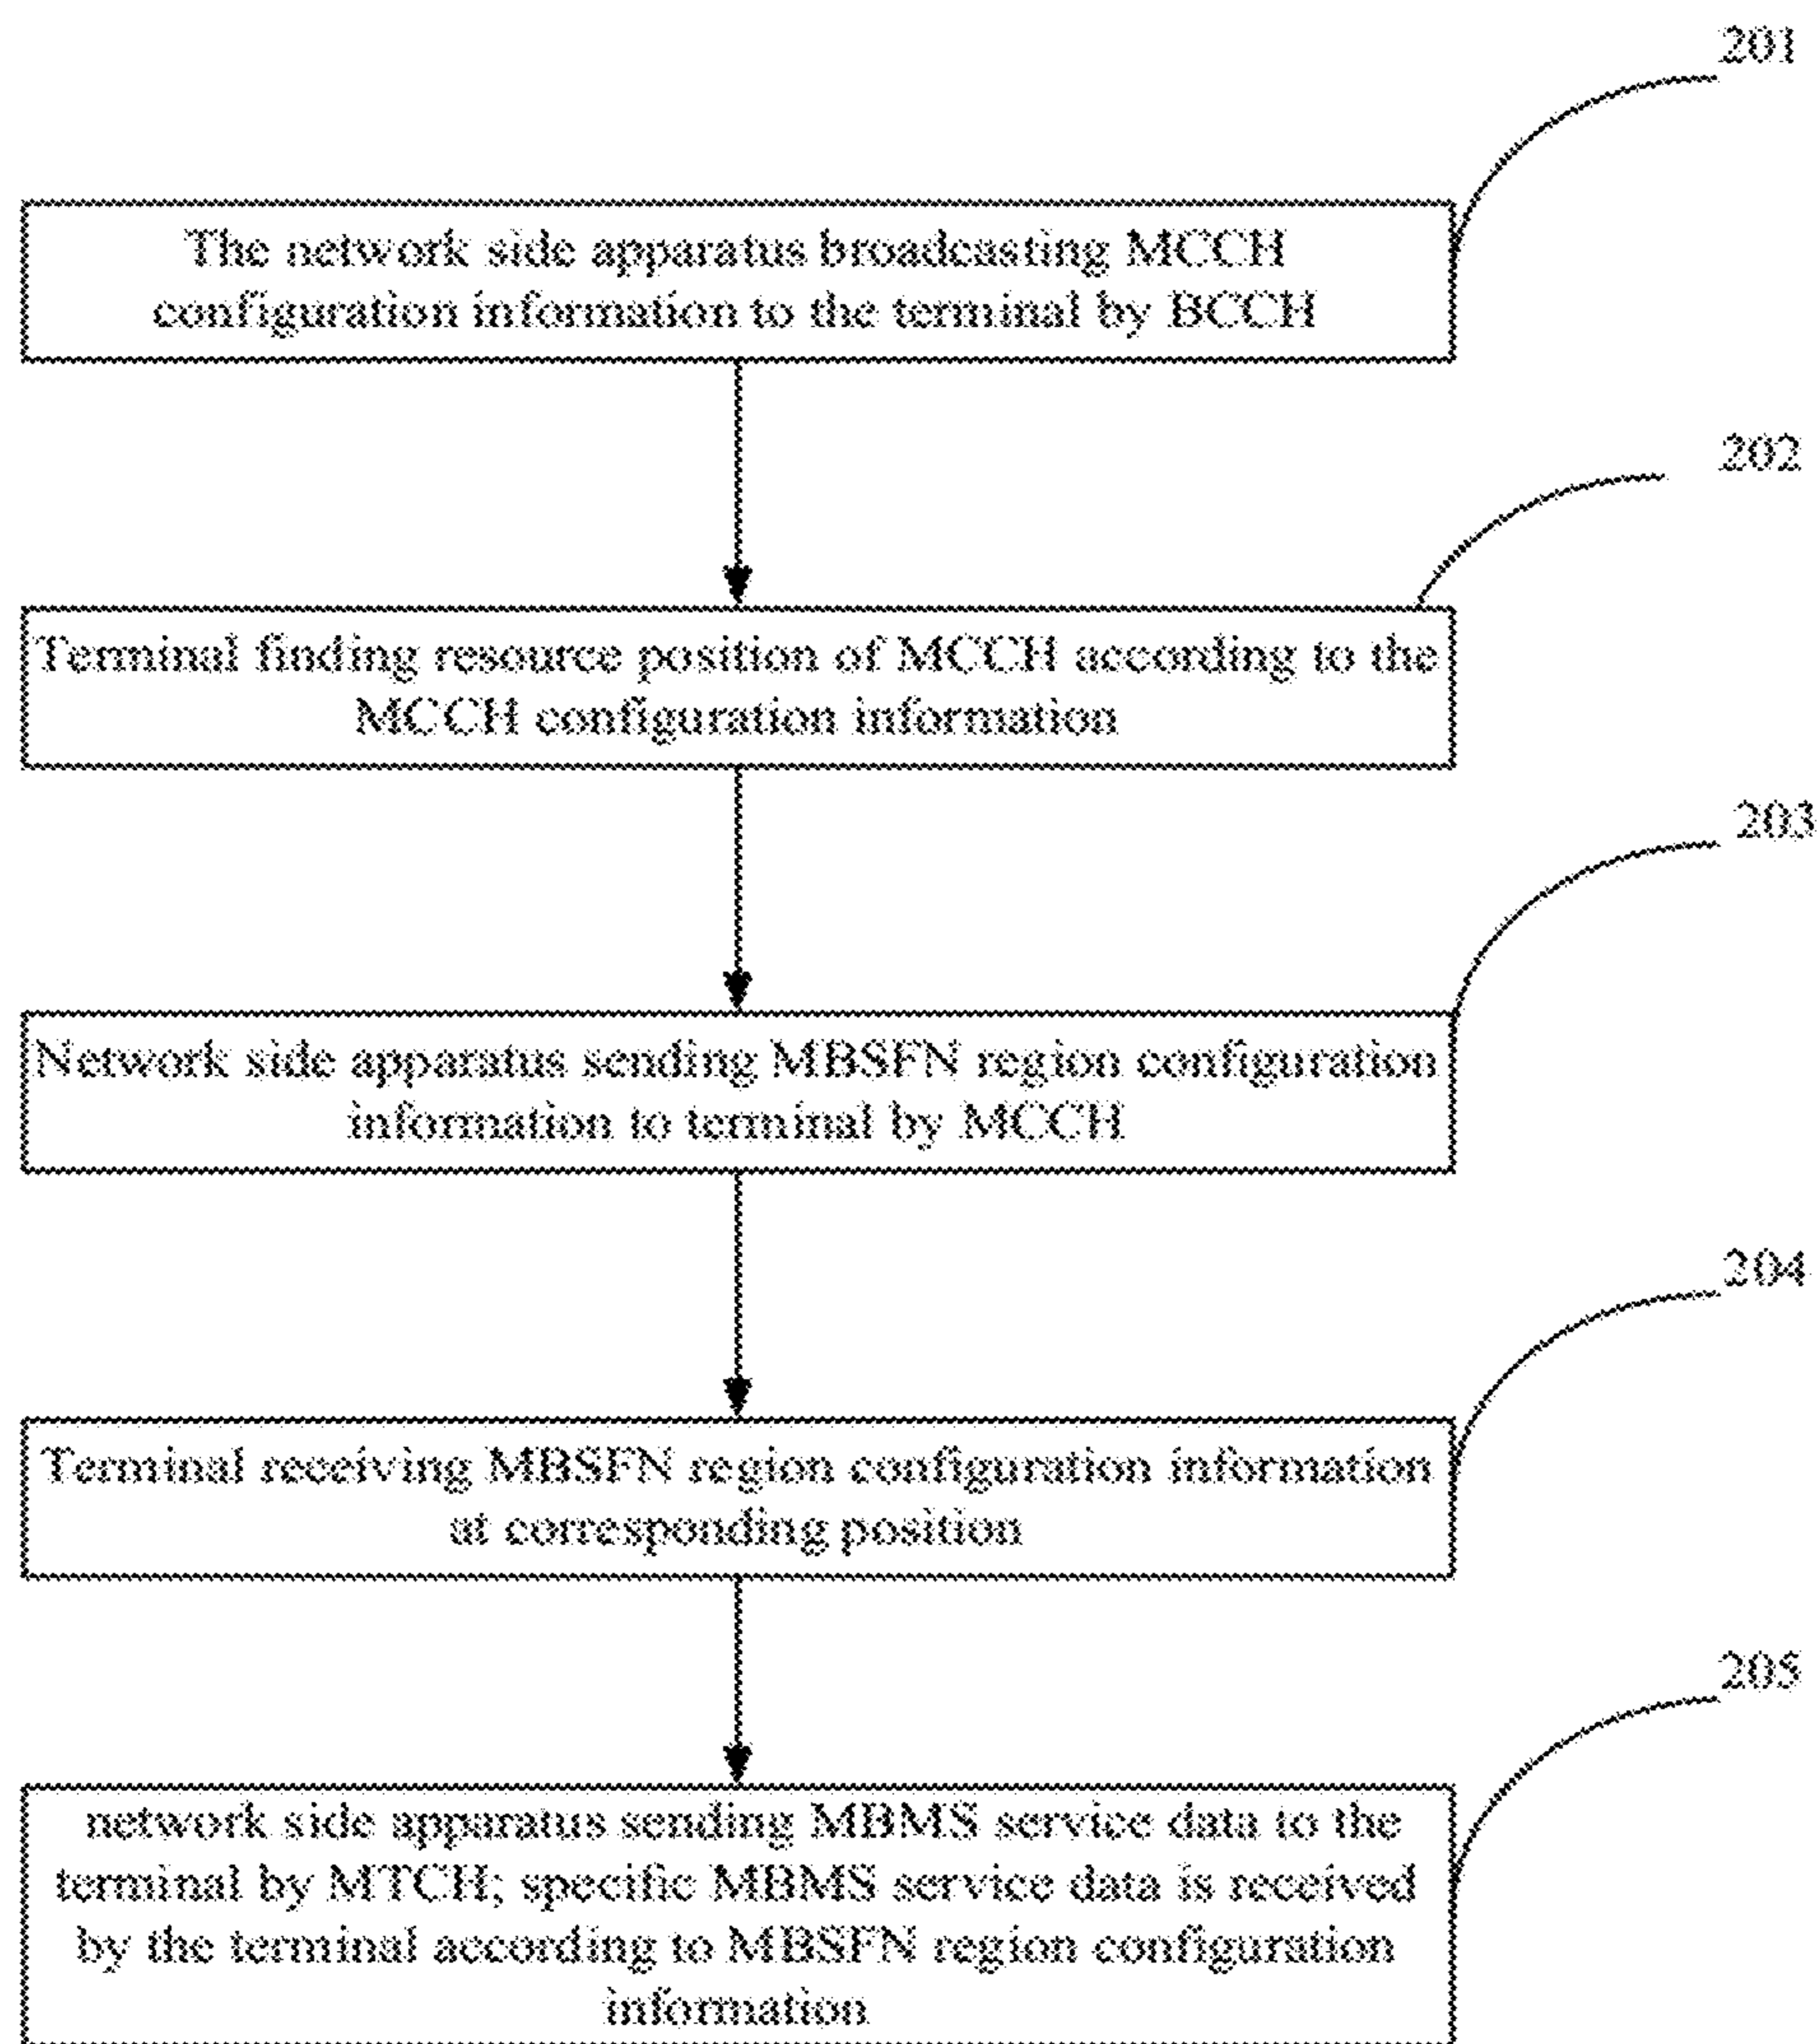 201
The network side apparatus broadcasting MCCH
configuration information to the terminal by BCCH
202
Terminal finding resource position of MCCH according to the
MCCH configuration information
203
Network side apparatus sending MBSFN region configuration
information to terminal by MCCH
204
Terminal receiving MBSFN region configuration information
at corresponding position
205
network side apparatus sending MBMS service data to the
terminal by MTCH; specific MBMS service data is received
by the terminal according to MBSFN region configuration
information